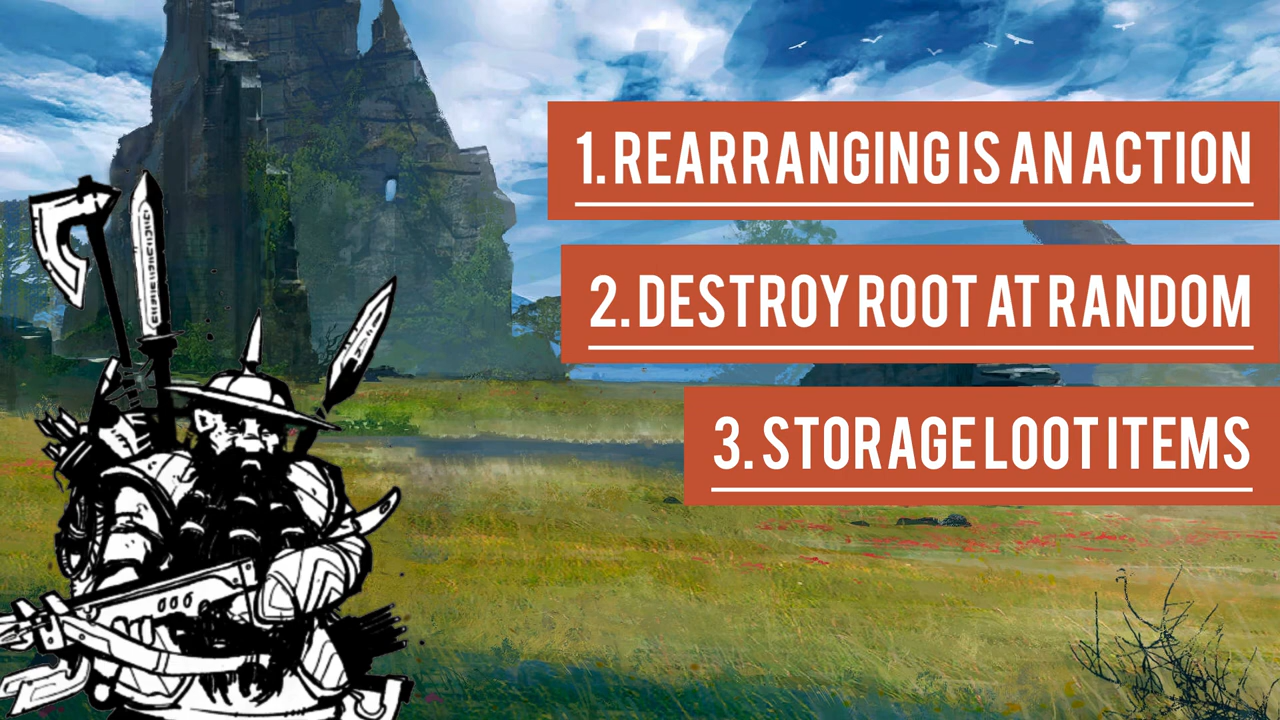 1. REARRANGING IS AN ACTION
2. DESTROY ROOT AT RANDOM
3. STORAGE LOOT ITEMS